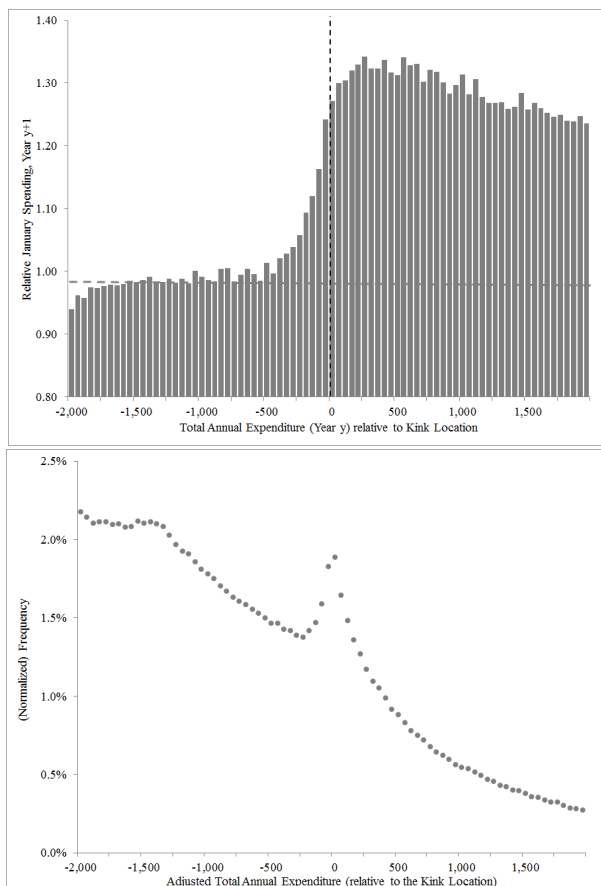 1.40
1.30
1.20
1.10
1.00
0.90
0.80
Relative January Spending, Year y+1
-2,000 -1,500 -1,000 -500 0 500 1,000 1,500
Total Annual Expenditure (Year y) relative to Kink Location
2.5%
2.0%
1.5%
1.0%
0.5%
0.0%
(Normalized) Frequency
-2,000 -1,500 -1,000 -500 0 500 1,000 1,500
Adjusted Total Annual Expenditure (relative to the Kink Location)